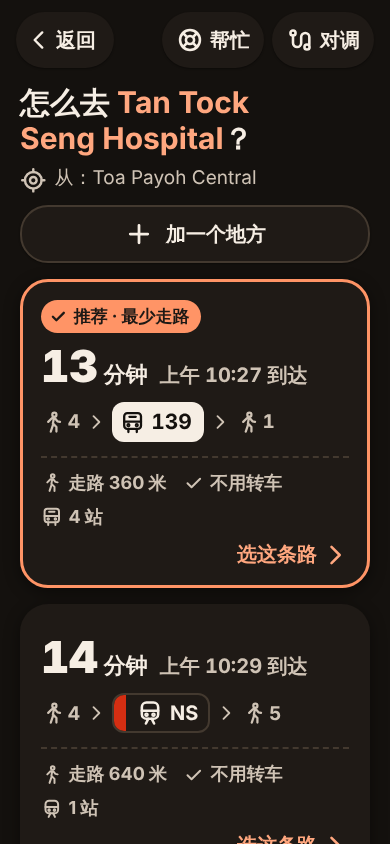 返回
帮忙
对调
怎么去 Tan Tock
Seng Hospital？
从：Toa Payoh Central
加一个地方
推荐 · 最少走路
13 分钟 上午 10:27 到达
4 139 1
走路 360 米 不用转车
4 站
选这条路
14 分钟 上午 10:29 到达
4 NS 5
走路 640 米 不用转车
1 站
选这条路